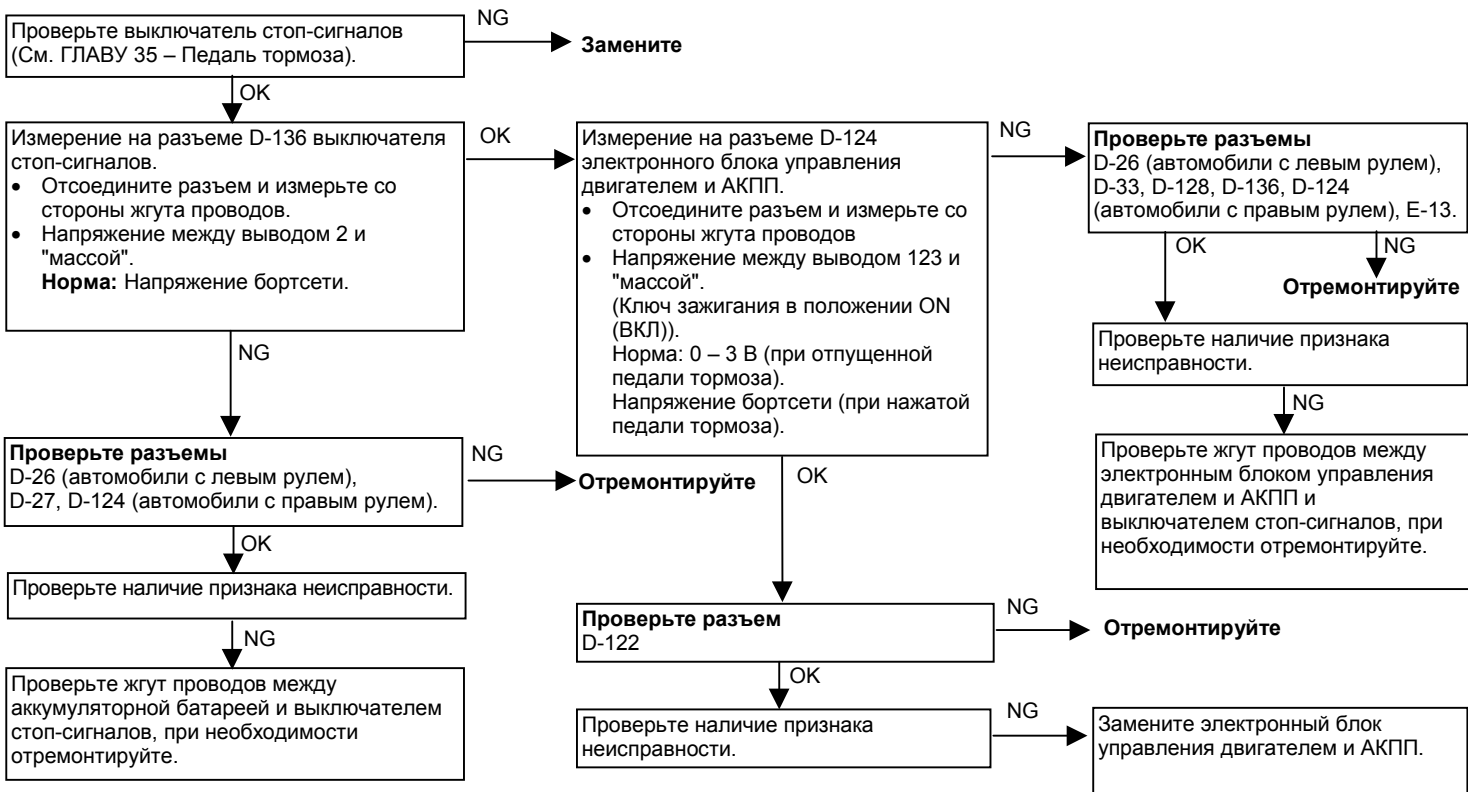 Проверьте выключатель стоп-сигналов
(См. ГЛАВУ 35 – Педаль тормоза).
NG
Замените
OK
Измерение на разъеме D-136 выключателя
стоп-сигналов.
• Отсоедините разъем и измерьте со
стороны жгута проводов.
• Напряжение между выводом 2 и
"массой".
Норма: Напряжение бортсети.
OK
Измерение на разъеме D-124
электронного блока управления
двигателем и АКПП.
• Отсоедините разъем и измерьте со
стороны жгута проводов
• Напряжение между выводом 123 и
"массой".
(Ключ зажигания в положении ON
(ВКЛ)).
Норма: 0 – 3 В (при отпущенной
педали тормоза).
Напряжение бортсети (при нажатой
педали тормоза).
NG
Проверьте разъемы
D-26 (автомобили с левым рулем),
D-33, D-128, D-136, D-124
(автомобили с правым рулем), E-13.
OK
NG
Отремонтируйте
Проверьте наличие признака
неисправности.
NG
Проверьте жгут проводов между
электронным блоком управления
двигателем и АКПП и
выключателем стоп-сигналов, при
необходимости отремонтируйте.
NG
Проверьте разъемы
D-26 (автомобили с левым рулем),
D-27, D-124 (автомобили с правым рулем).
NG
Отремонтируйте
OK
OK
Проверьте наличие признака неисправности.
NG
Проверьте жгут проводов между
аккумуляторной батареей и выключателем
стоп-сигналов, при необходимости
отремонтируйте.
Проверьте разъем
D-122
NG
Отремонтируйте
OK
Проверьте наличие признака
неисправности.
NG
Замените электронный блок
управления двигателем и АКПП.